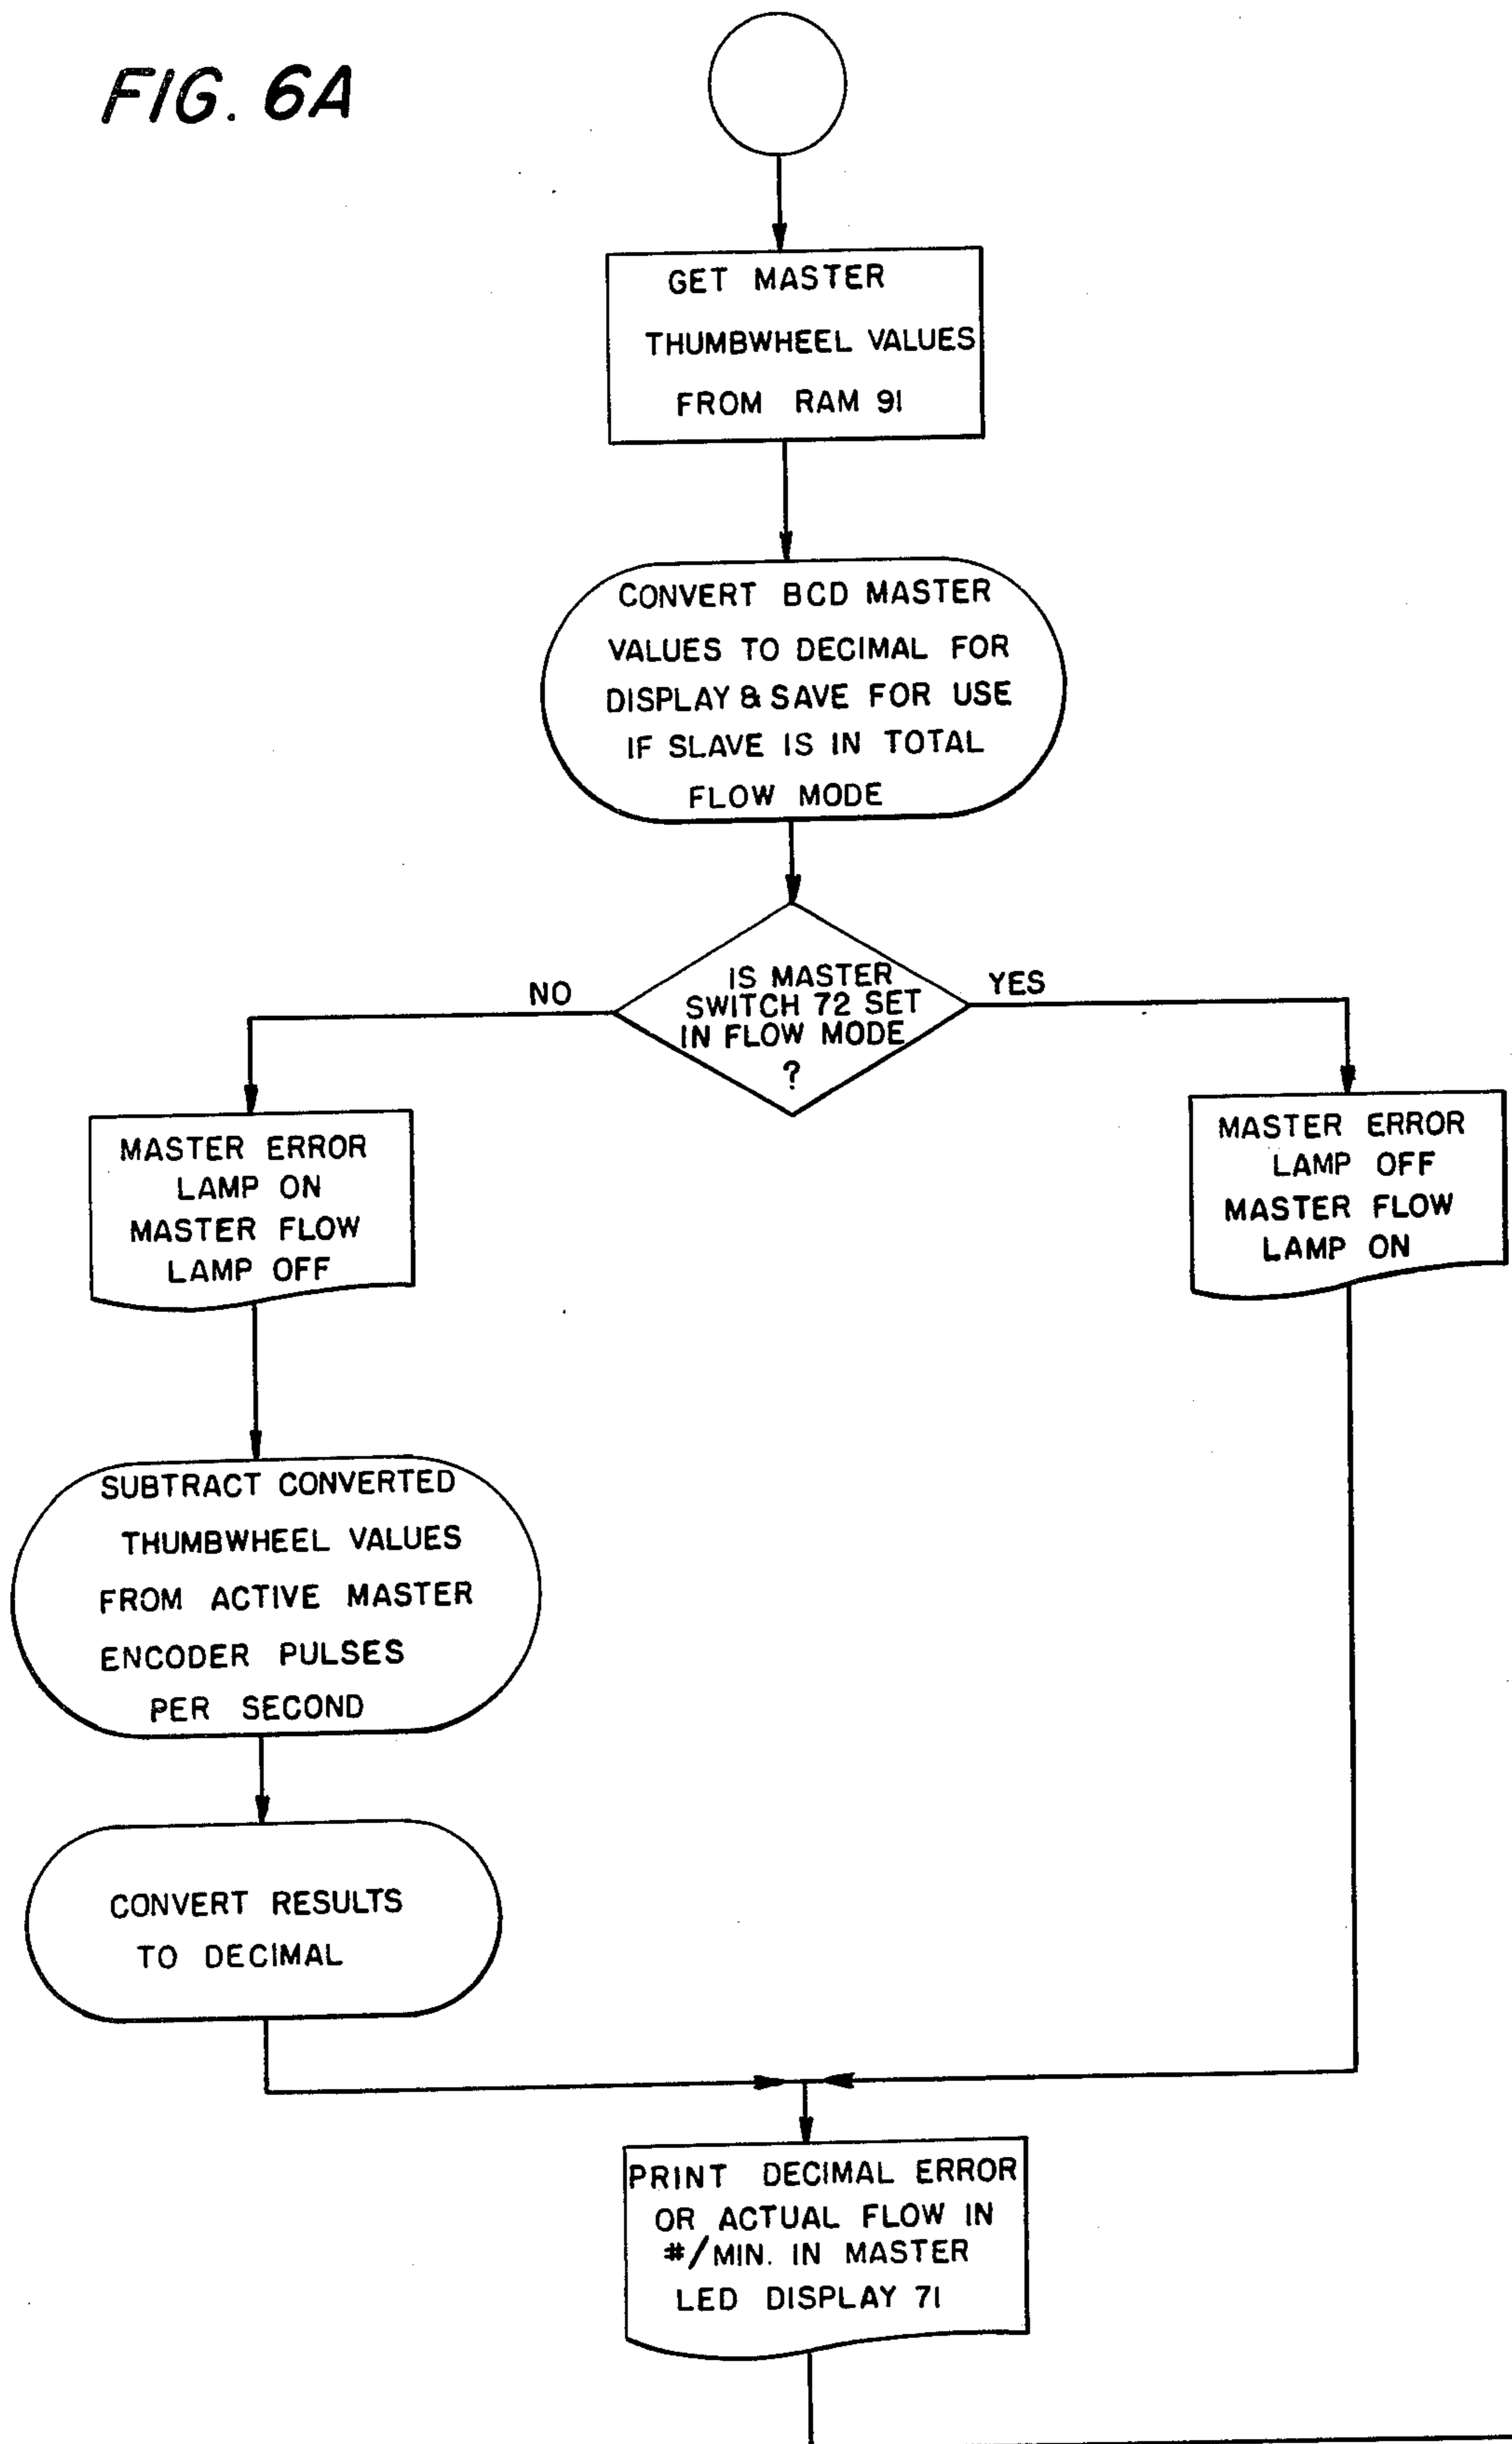 FIG. 6A
GET MASTER
THUMBWHEEL VALUES
FROM RAM 91
CONVERT BCD MASTER
VALUES TO DECIMAL FOR
DISPLAY & SAVE FOR USE
IF SLAVE IS IN TOTAL
FLOW MODE
IS MASTER
SWITCH 72 SET
IN FLOW MODE
?
NO
YES
MASTER ERROR
LAMP ON
MASTER FLOW
LAMP OFF
MASTER ERROR
LAMP OFF
MASTER FLOW
LAMP ON
SUBTRACT CONVERTED
THUMBWHEEL VALUES
FROM ACTIVE MASTER
ENCODER PULSES
PER SECOND
CONVERT RESULTS
TO DECIMAL
PRINT DECIMAL ERROR
OR ACTUAL FLOW IN
#/MIN. IN MASTER
LED DISPLAY 71